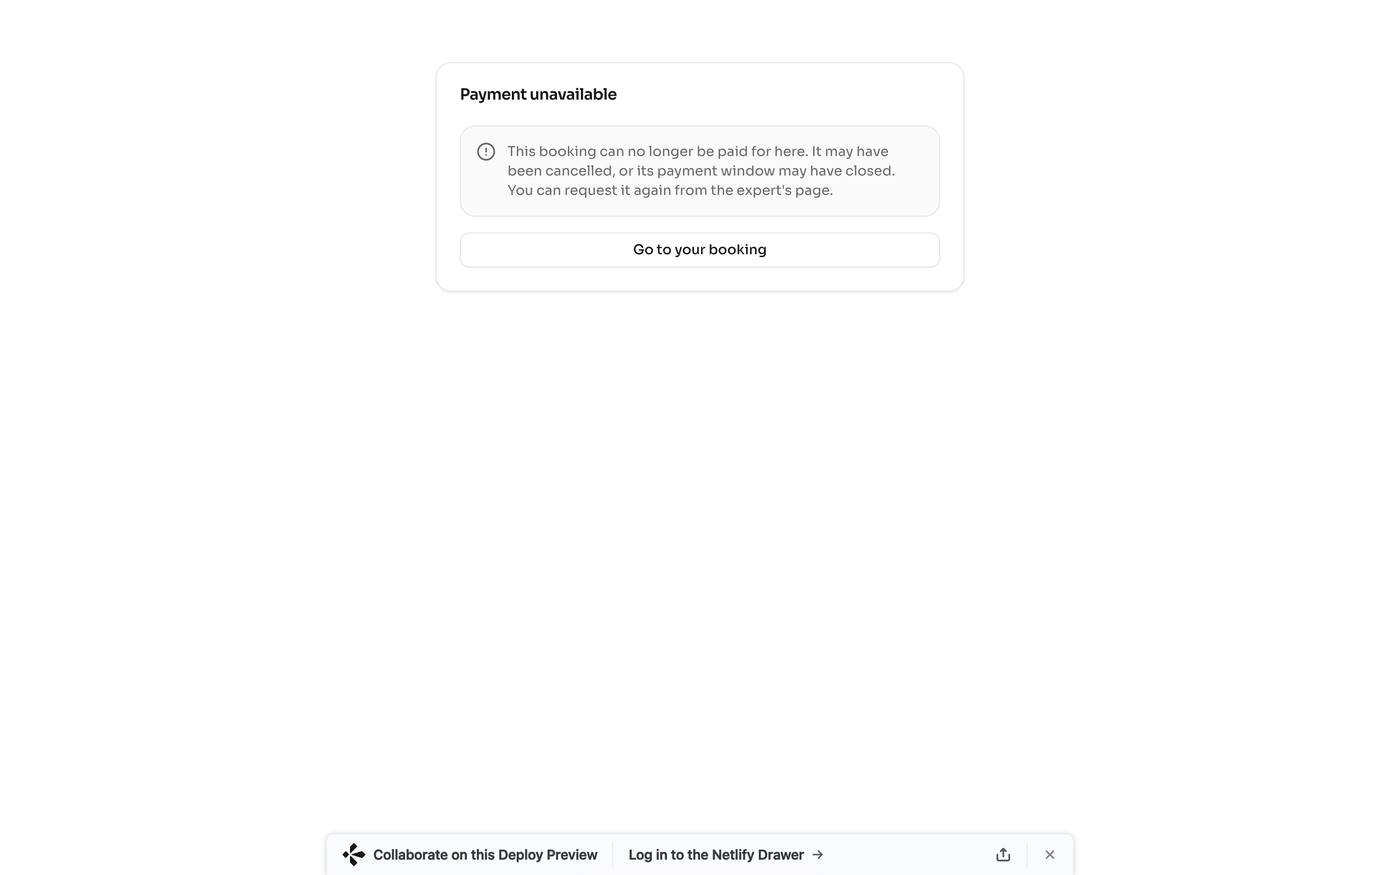 Payment unavailable
This booking can no longer be paid for here. It may have
been cancelled, or its payment window may have closed.
You can request it again from the expert's page.
Go to your booking
Collaborate on this Deploy Preview
Log in to the Netlify Drawer →